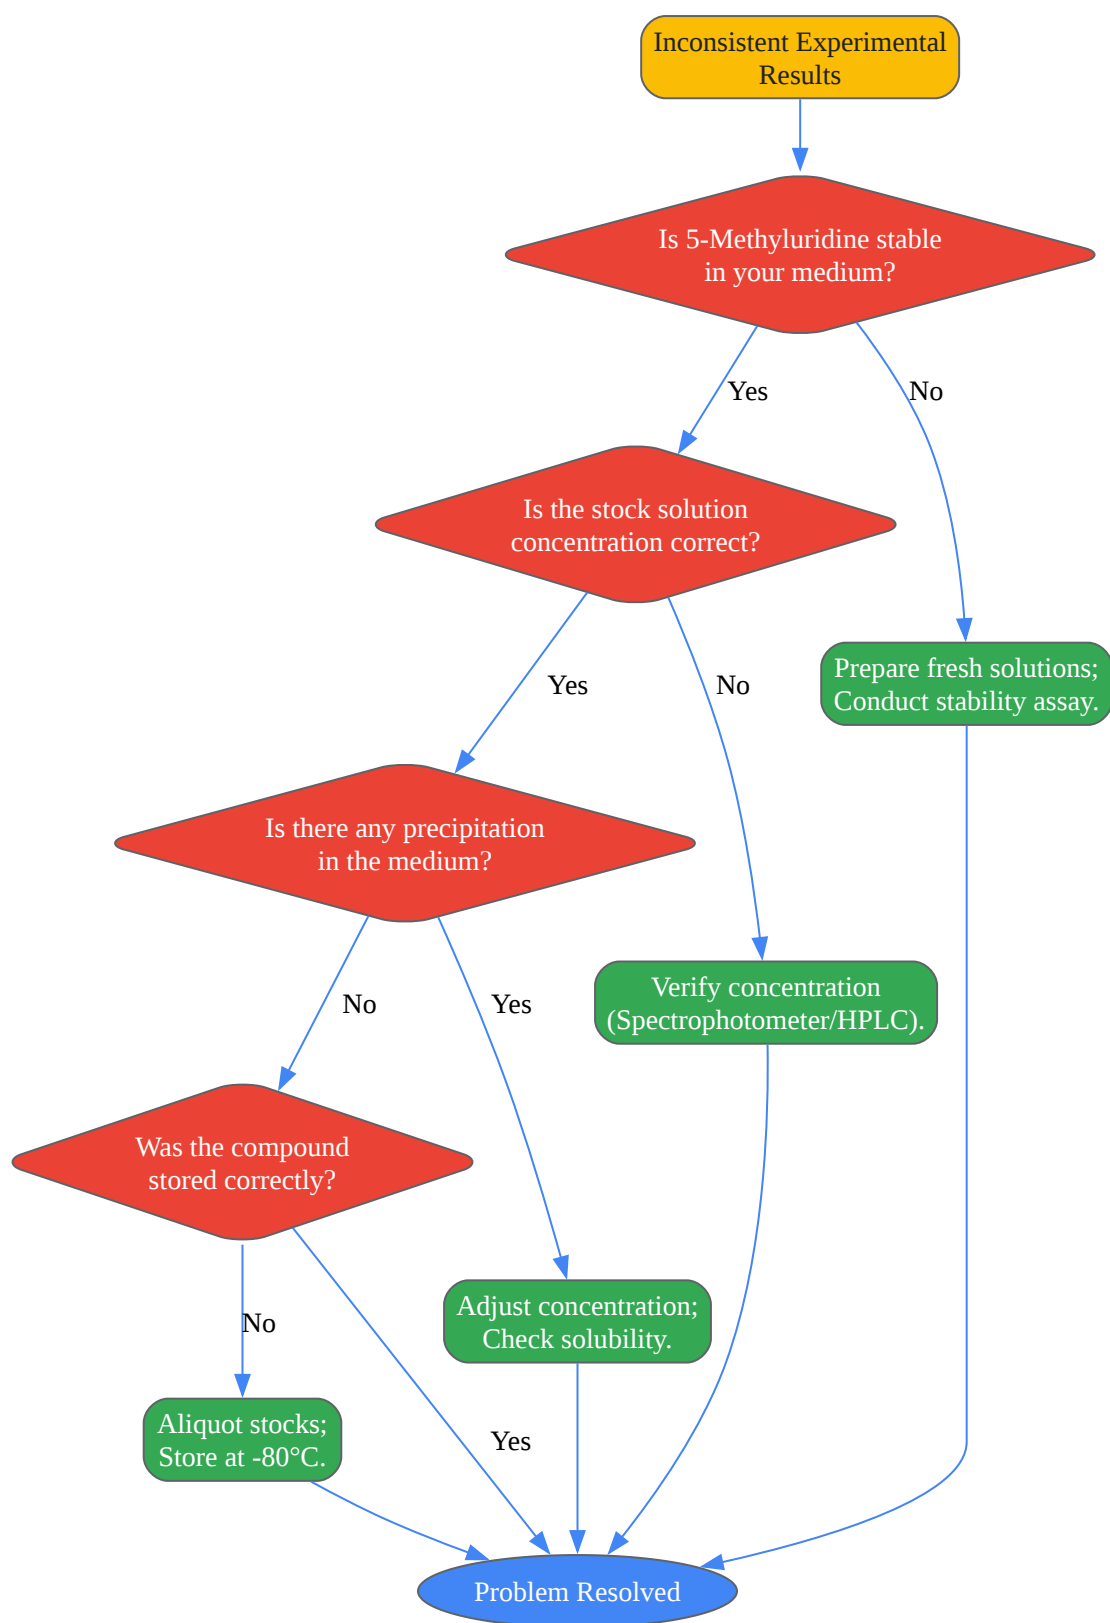 Inconsistent Experimental
Results
Is 5-Methyluridine stable
in your medium?
Yes
No
Is the stock solution
concentration correct?
Prepare fresh solutions;
Conduct stability assay.
Yes
No
Is there any precipitation
in the medium?
Verify concentration
(Spectrophotometer/HPLC).
No
Yes
Was the compound
stored correctly?
Adjust concentration;
Check solubility.
No
Aliquot stocks;
Store at -80°C.
Yes
Problem Resolved